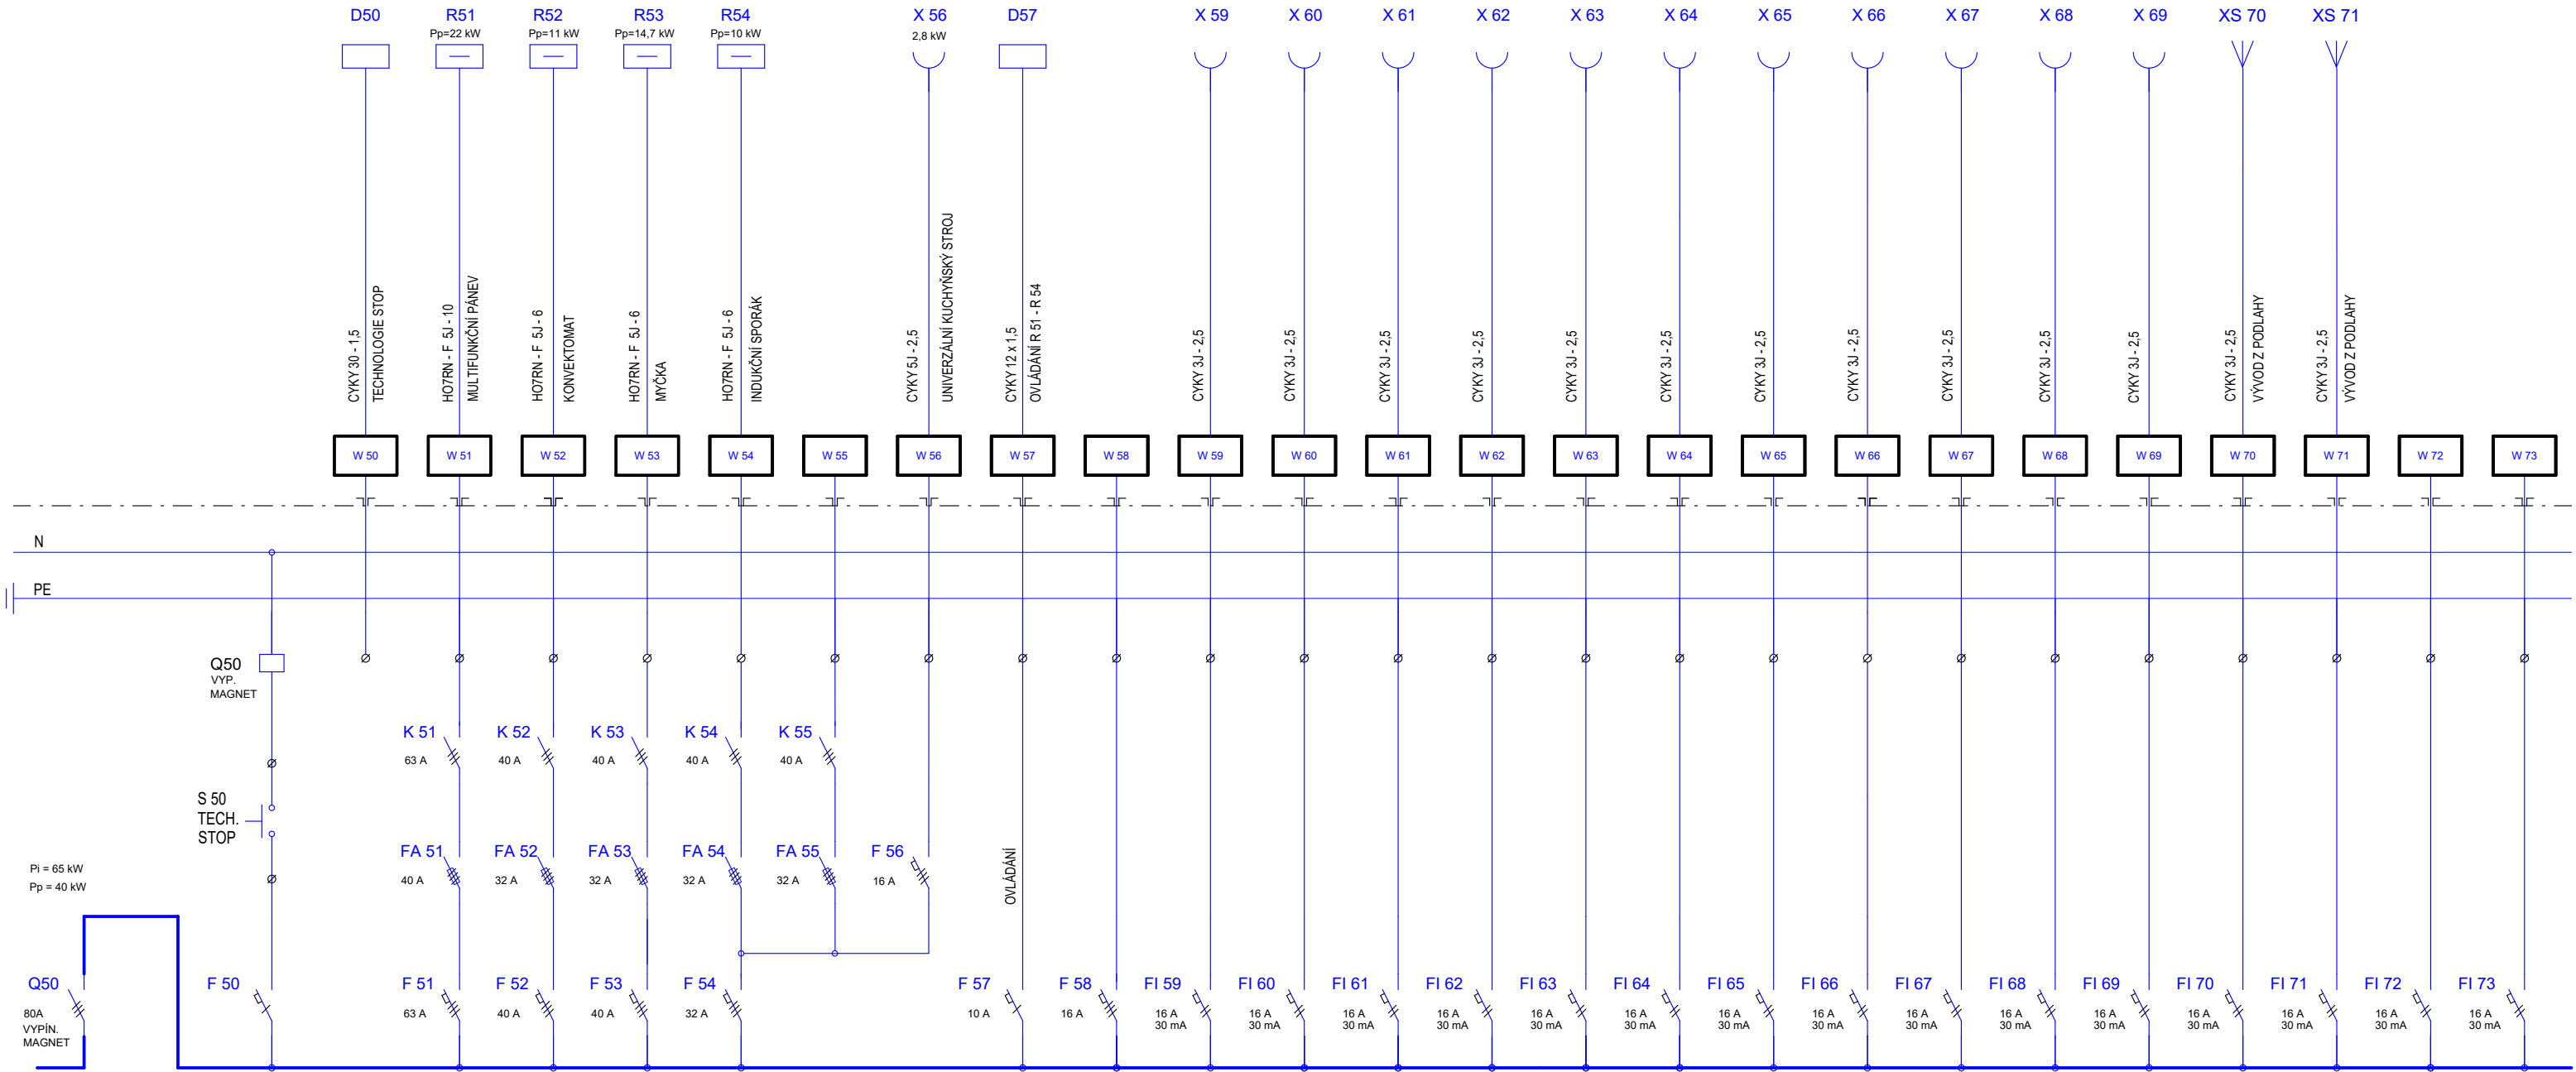 D50 R51 R52 R53 R54 X 56 D57 X 59 X 60 X 61 X 62 X 63 X 64 X 65 X 66 X 67 X 68 X 69 XS 70 XS 71
Pp=22 kW Pp=11 kW Pp=14,7 kW Pp=10 kW 2,8 kW
CYKY 30 - 1,5
TECHNOLOGIE STOP
HO7RN - F 5J - 10
MULTIFUNKČNÍ PÁNEV
HO7RN - F 5J - 6
KONVEKTOMAT
HO7RN - F 5J - 6
MYČKA
HO7RN - F 5J - 6
INDUKČNÍ SPORÁK
CYKY 5J - 2,5
UNIVERZÁLNÍ KUCHYŇSKÝ STROJ
CYKY 12 x 1,5
OVLÁDÁNÍ R 51 - R 54
CYKY 3J - 2,5
CYKY 3J - 2,5
CYKY 3J - 2,5
CYKY 3J - 2,5
CYKY 3J - 2,5
CYKY 3J - 2,5
CYKY 3J - 2,5
CYKY 3J - 2,5
CYKY 3J - 2,5
CYKY 3J - 2,5
CYKY 3J - 2,5
CYKY 3J - 2,5
VÝVOD Z PODLAHY
CYKY 3J - 2,5
VÝVOD Z PODLAHY
W 50 W 51 W 52 W 53 W 54 W 55 W 56 W 57 W 58 W 59 W 60 W 61 W 62 W 63 W 64 W 65 W 66 W 67 W 68 W 69 W 70 W 71 W 72 W 73
N
PE
Q50
VYP.
MAGNET
K 51 K 52 K 53 K 54 K 55
63 A 40 A 40 A 40 A 40 A
S 50
TECH.
STOP
FA 51 FA 52 FA 53 FA 54 FA 55 F 56
40 A 32 A 32 A 32 A 32 A 16 A
OVLÁDÁNÍ
Pi = 65 kW
Pp = 40 kW
Q50 F 50 F 51 F 52 F 53 F 54 F 57 F 58 FI 59 FI 60 FI 61 FI 62 FI 63 FI 64 FI 65 FI 66 FI 67 FI 68 FI 69 FI 70 FI 71 FI 72 FI 73
80A 63 A 40 A 40 A 32 A 10 A 16 A 16 A 16 A 16 A 16 A 16 A 16 A 16 A 16 A 16 A 16 A 16 A 16 A 16 A 16 A 16 A
30 mA 30 mA 30 mA 30 mA 30 mA 30 mA 30 mA 30 mA 30 mA 30 mA 30 mA 30 mA 30 mA 30 mA 30 mA
VYPÍN.
MAGNET